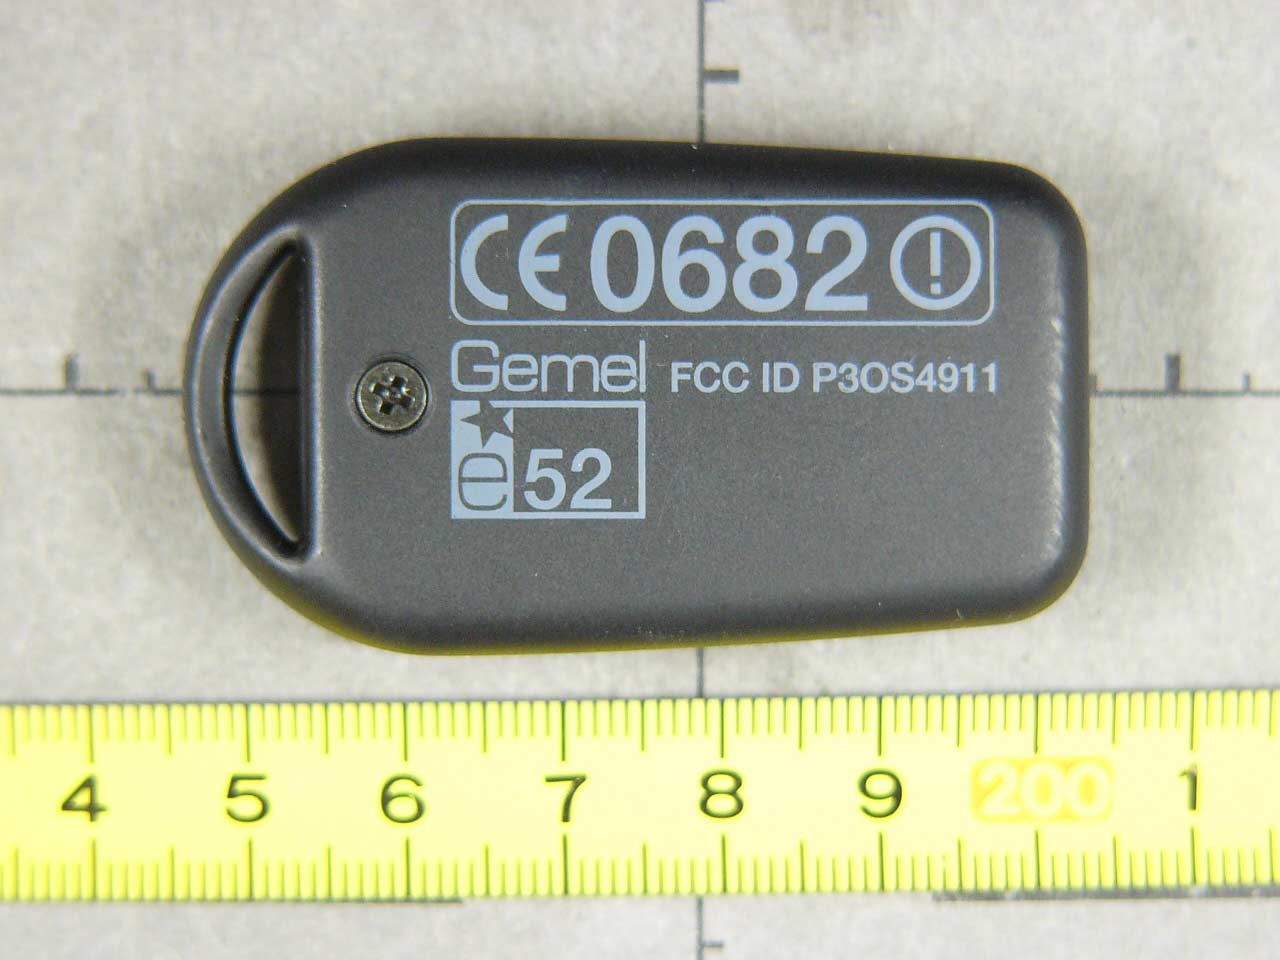 CE 0682
Gemel FCC ID P3OS4911
e 52
4 5 6 7 8 9 200 1